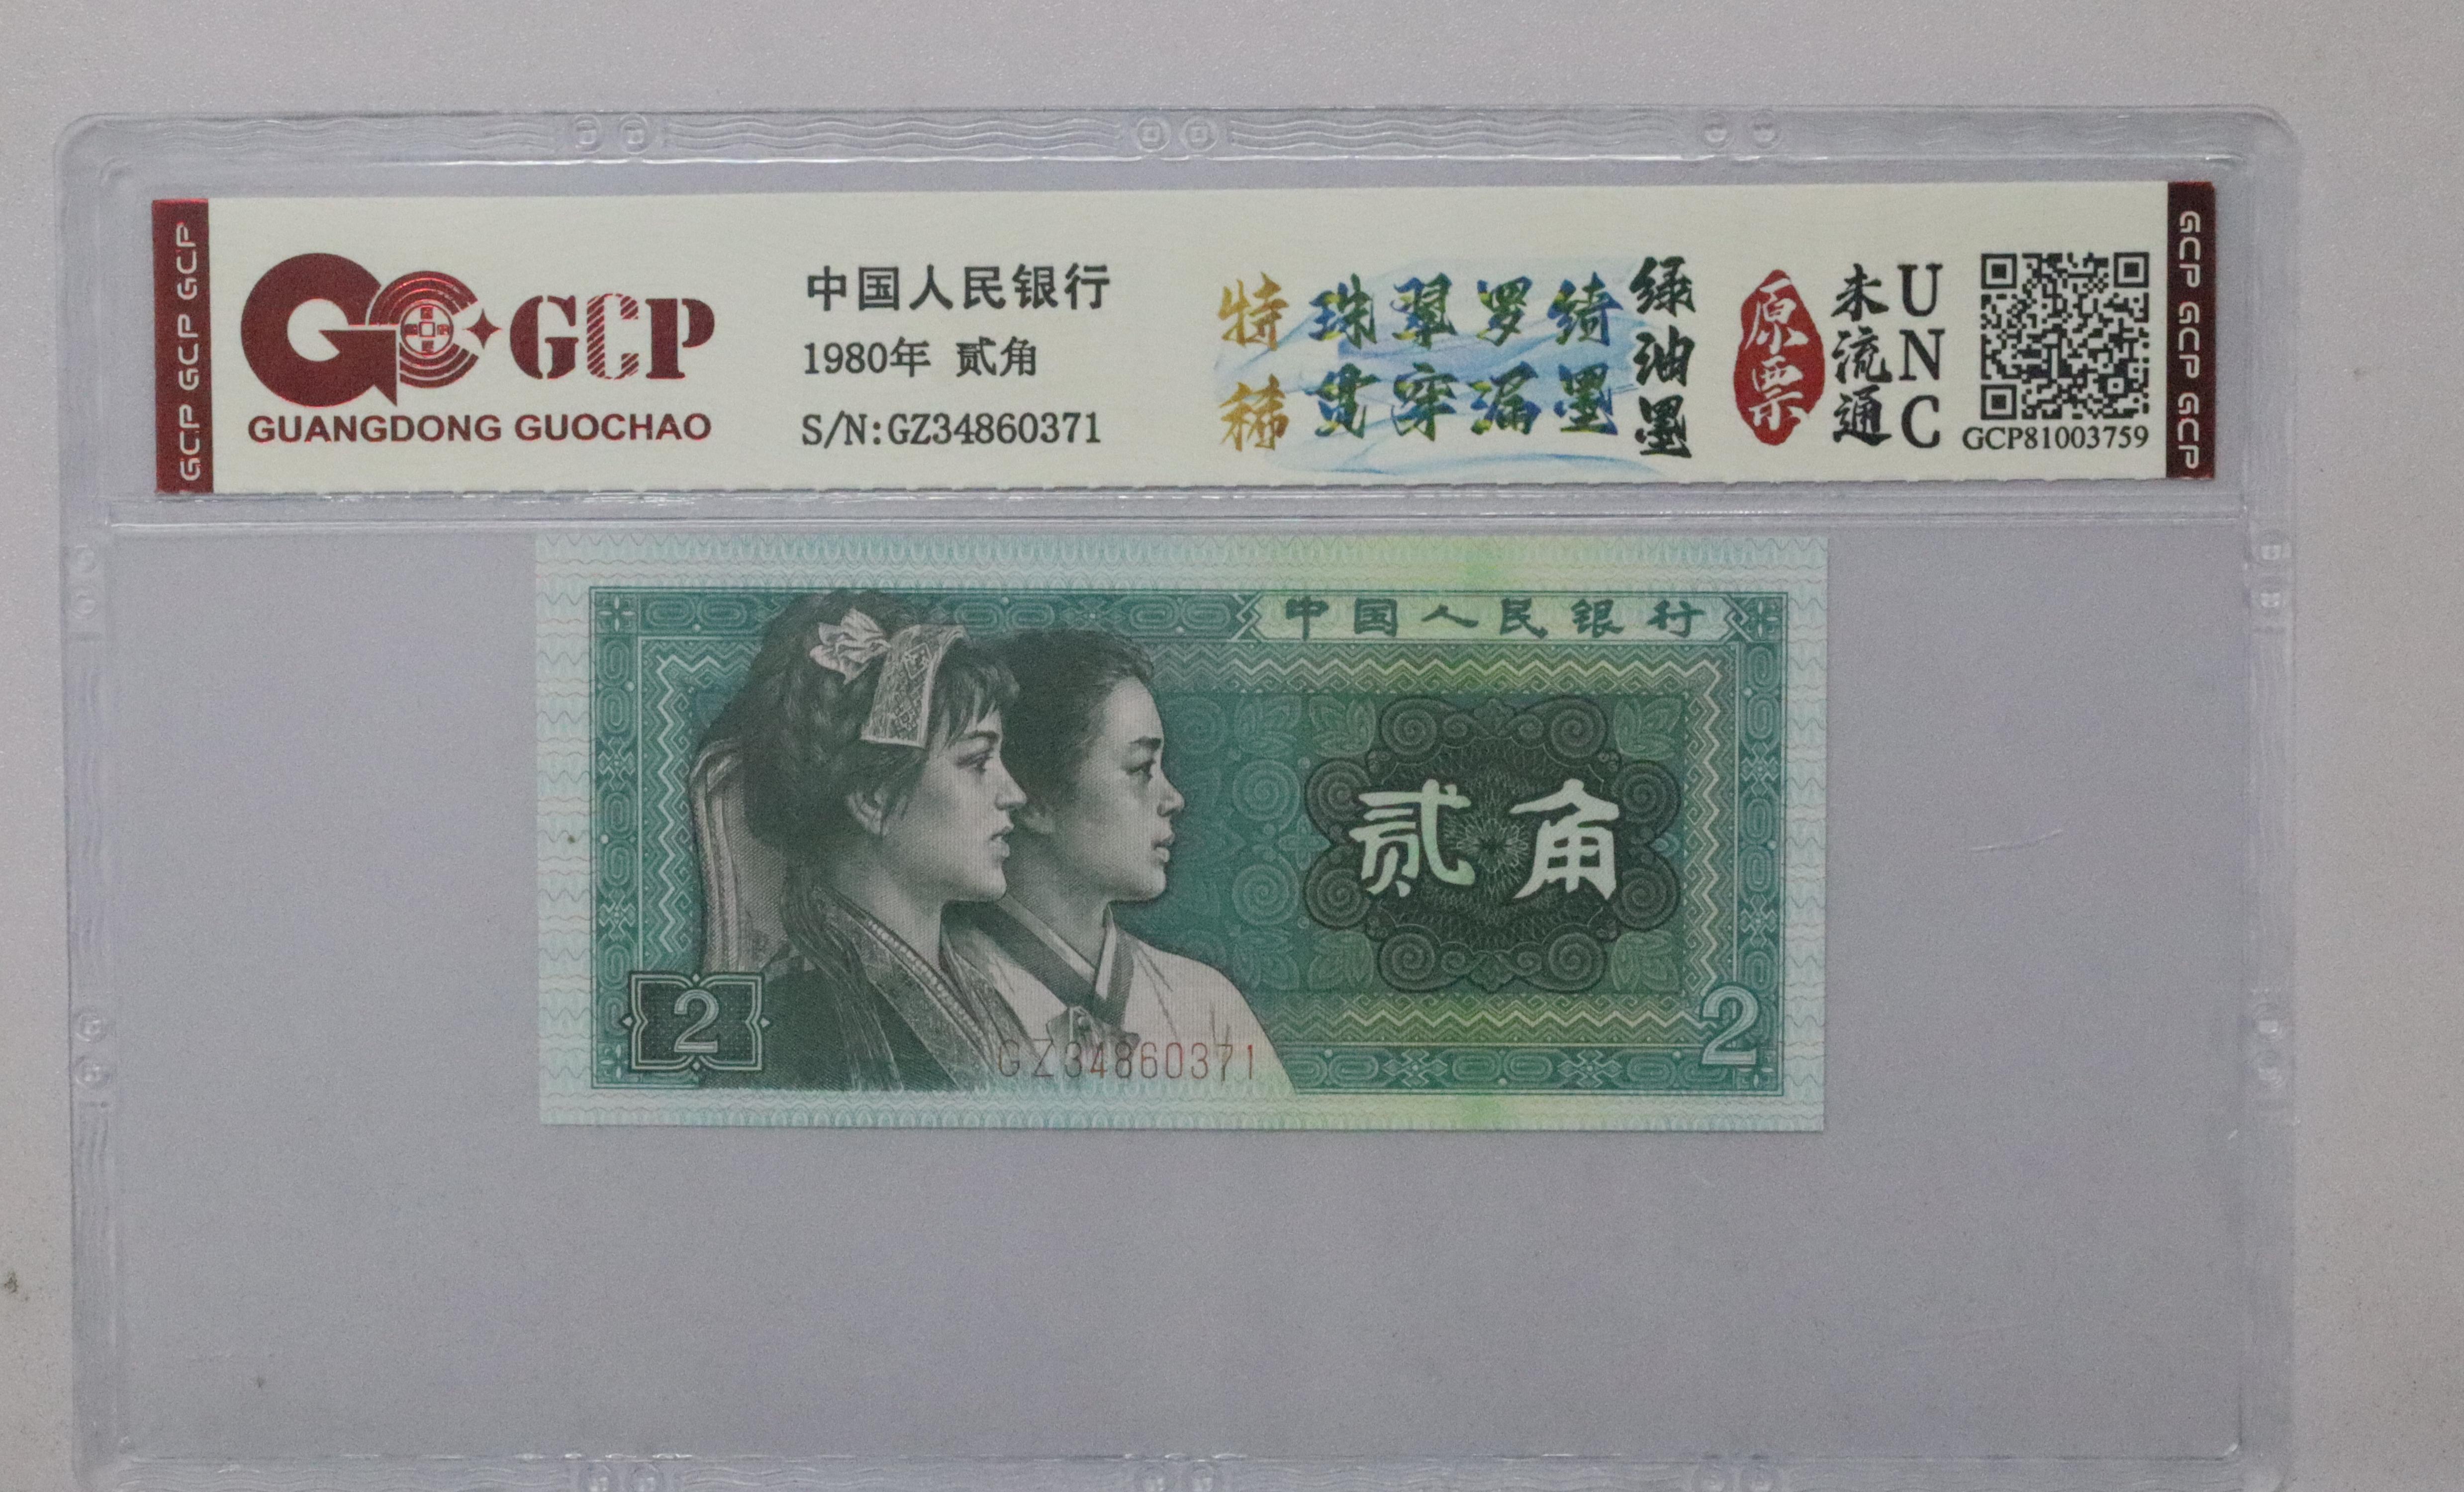 GCP GCP GCP
GCP
GUANGDONG GUOCHAO
中国人民银行
1980年 贰角
S/N:GZ34860371
特稀
珠翠罗绮
贯穿漏墨
绿油墨
原票
未流通
UNC
GCP81003759
GCP GCP GCP
中国人民银行
贰角
2
GZ34860371
2